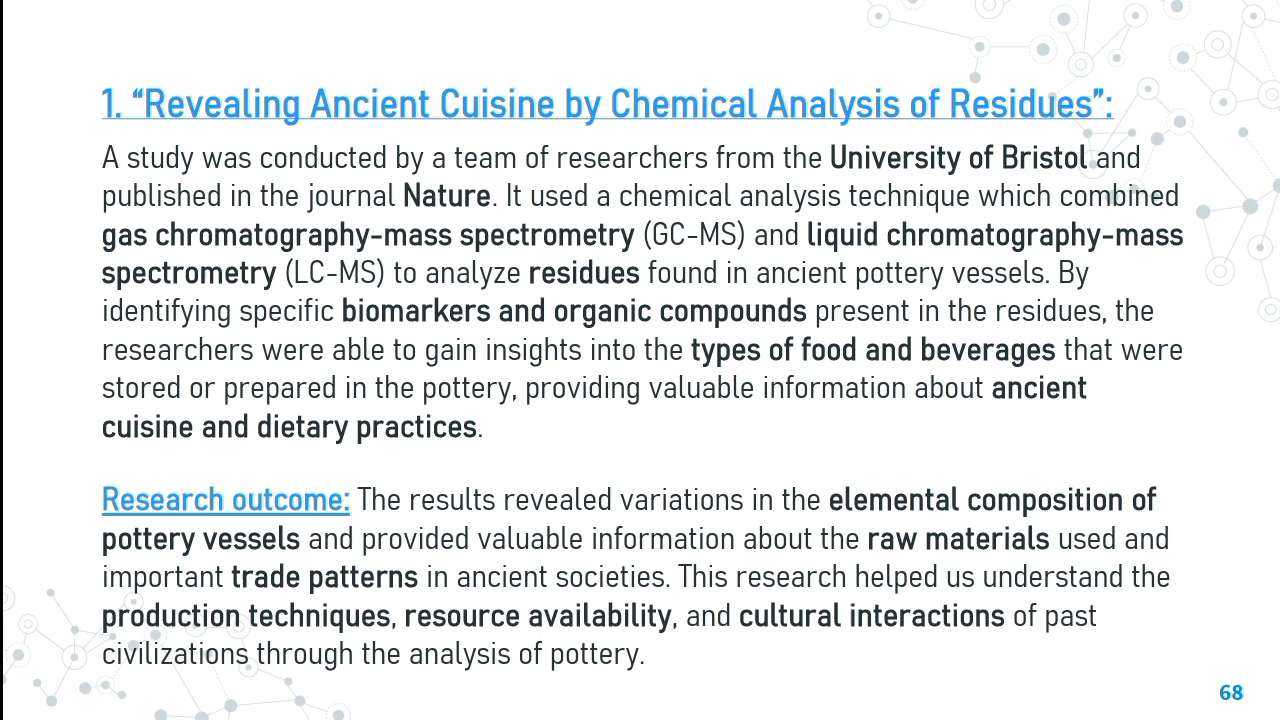 1. “Revealing Ancient Cuisine by Chemical Analysis of Residues”:
A study was conducted by a team of researchers from the University of Bristol and
published in the journal Nature. It used a chemical analysis technique which combined
gas chromatography-mass spectrometry (GC-MS) and liquid chromatography-mass
spectrometry (LC-MS) to analyze residues found in ancient pottery vessels. By
identifying specific biomarkers and organic compounds present in the residues, the
researchers were able to gain insights into the types of food and beverages that were
stored or prepared in the pottery, providing valuable information about ancient
cuisine and dietary practices.
Research outcome: The results revealed variations in the elemental composition of
pottery vessels and provided valuable information about the raw materials used and
important trade patterns in ancient societies. This research helped us understand the
production techniques, resource availability, and cultural interactions of past
civilizations through the analysis of pottery.
68